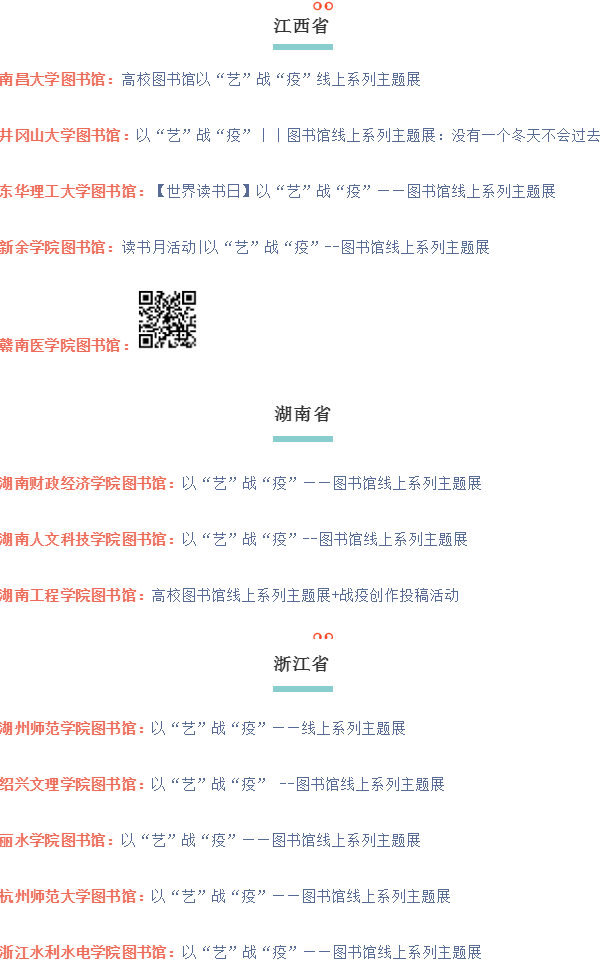 江西省
南昌大学图书馆：高校图书馆以“艺”战“疫”线上系列主题展
井冈山大学图书馆：以“艺”战“疫”｜｜图书馆线上系列主题展：没有一个冬天不会过去
东华理工大学图书馆：【世界读书日】以“艺”战“疫”——图书馆线上系列主题展
新余学院图书馆：读书月活动|以“艺”战“疫”--图书馆线上系列主题展
赣南医学院图书馆：
湖南省
湖南财政经济学院图书馆：以“艺”战“疫”——图书馆线上系列主题展
湖南人文科技学院图书馆：以“艺”战“疫”--图书馆线上系列主题展
湖南工程学院图书馆：高校图书馆线上系列主题展+战疫创作投稿活动
浙江省
湖州师范学院图书馆：以“艺”战“疫”——线上系列主题展
绍兴文理学院图书馆：以“艺”战“疫” --图书馆线上系列主题展
丽水学院图书馆：以“艺”战“疫”——图书馆线上系列主题展
杭州师范大学图书馆：以“艺”战“疫”——图书馆线上系列主题展
浙江水利水电学院图书馆：以“艺”战“疫”——图书馆线上系列主题展